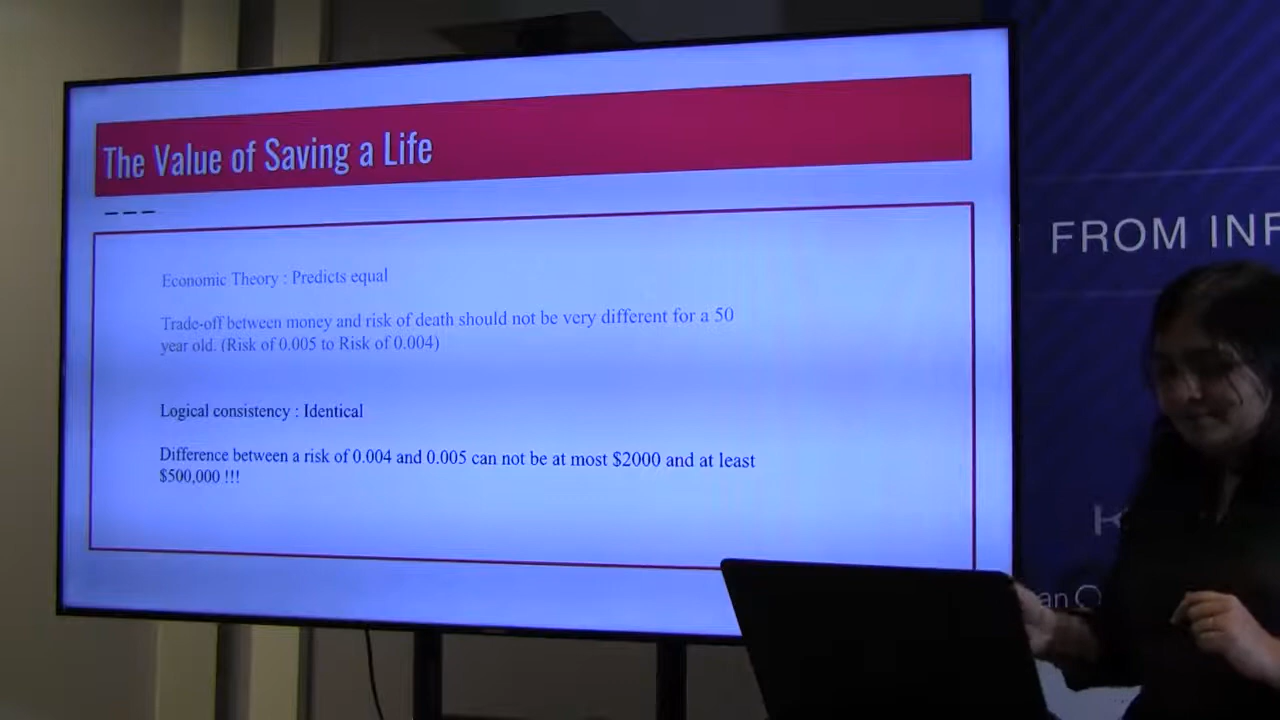 The Value of Saving a Life
Economic Theory : Predicts equal
Trade-off between money and risk of death should not be very different for a 50
year old. (Risk of 0.005 to Risk of 0.004)
Logical consistency : Identical
Difference between a risk of 0.004 and 0.005 can not be at most $2000 and at least
$500,000 !!!
FROM